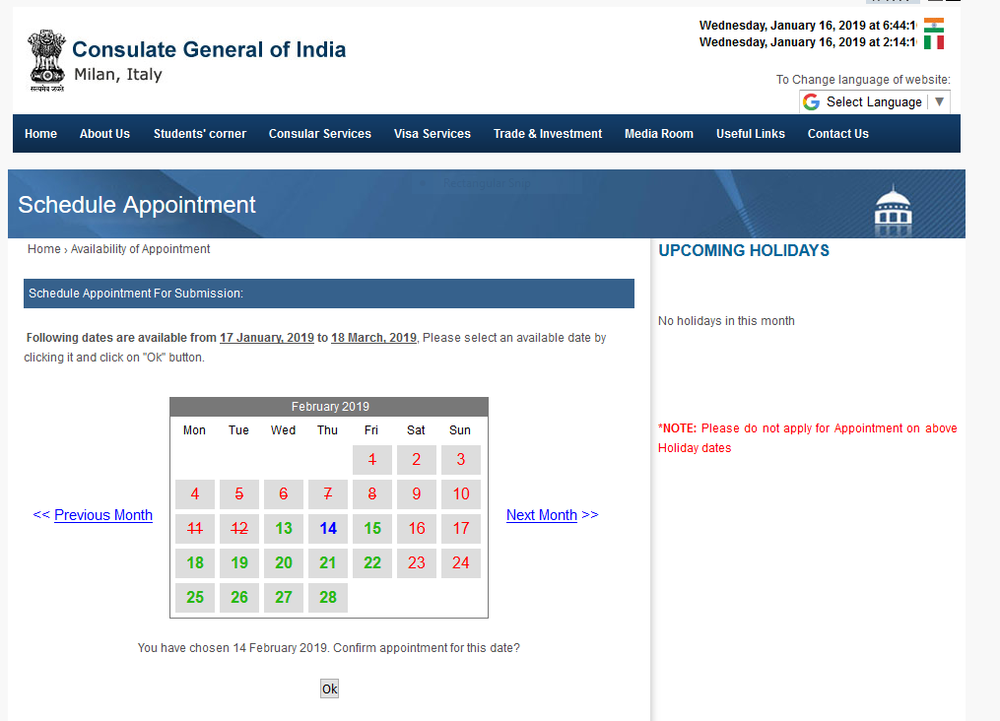 Wednesday, January 16, 2019 at 6:44:1
Wednesday, January 16, 2019 at 2:14:1
Consulate General of India
Milan, Italy
सत्यमेव जयते
To Change language of website:
G Select Language ▼
Home About Us Students' corner Consular Services Visa Services Trade & Investment Media Room Useful Links Contact Us
Schedule Appointment
Home › Availability of Appointment
Schedule Appointment For Submission:
Following dates are available from 17 January, 2019 to 18 March, 2019, Please select an available date by
clicking it and click on "Ok" button.
February 2019
Mon Tue Wed Thu Fri Sat Sun
1 2 3
4 5 6 7 8 9 10
11 12 13 14 15 16 17
18 19 20 21 22 23 24
25 26 27 28
<< Previous Month
Next Month >>
You have chosen 14 February 2019. Confirm appointment for this date?
Ok
UPCOMING HOLIDAYS
No holidays in this month
*NOTE: Please do not apply for Appointment on above
Holiday dates